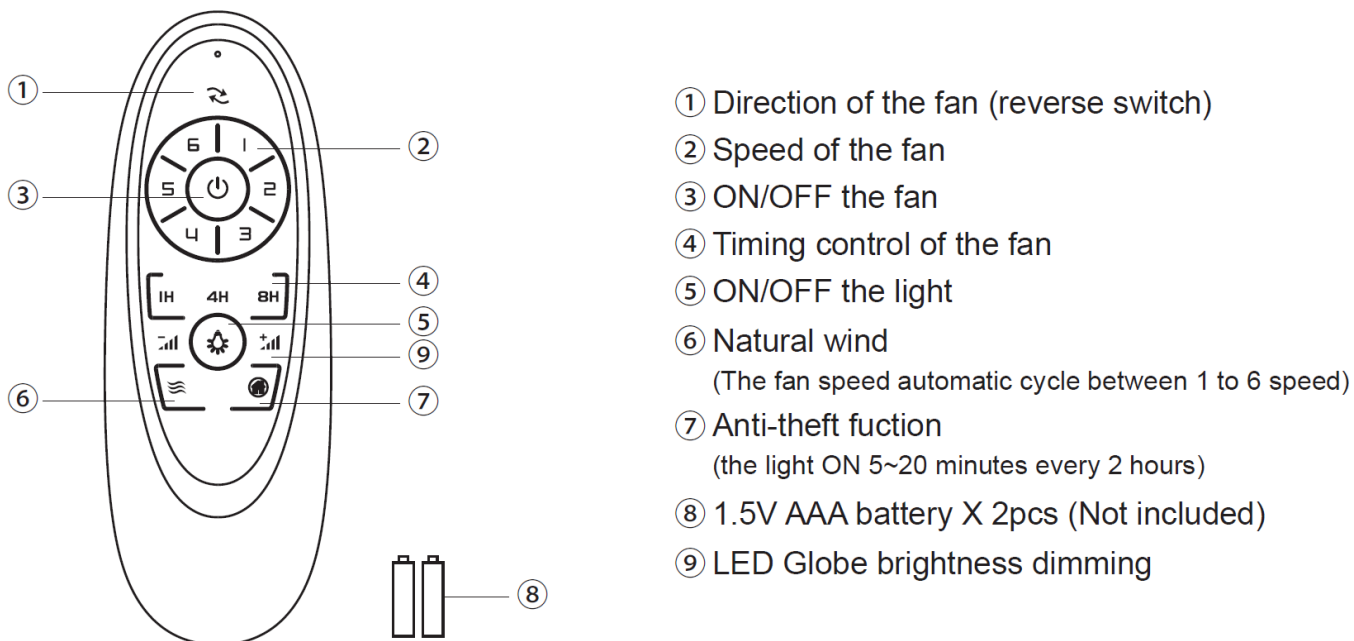 ①
②
③
④
⑤
⑥
⑦
⑧
⑨
6 1
5 2
4 3
1H 4H 8H
- +
① Direction of the fan (reverse switch)
② Speed of the fan
③ ON/OFF the fan
④ Timing control of the fan
⑤ ON/OFF the light
⑥ Natural wind
(The fan speed automatic cycle between 1 to 6 speed)
⑦ Anti-theft fuction
(the light ON 5~20 minutes every 2 hours)
⑧ 1.5V AAA battery X 2pcs (Not included)
⑨ LED Globe brightness dimming